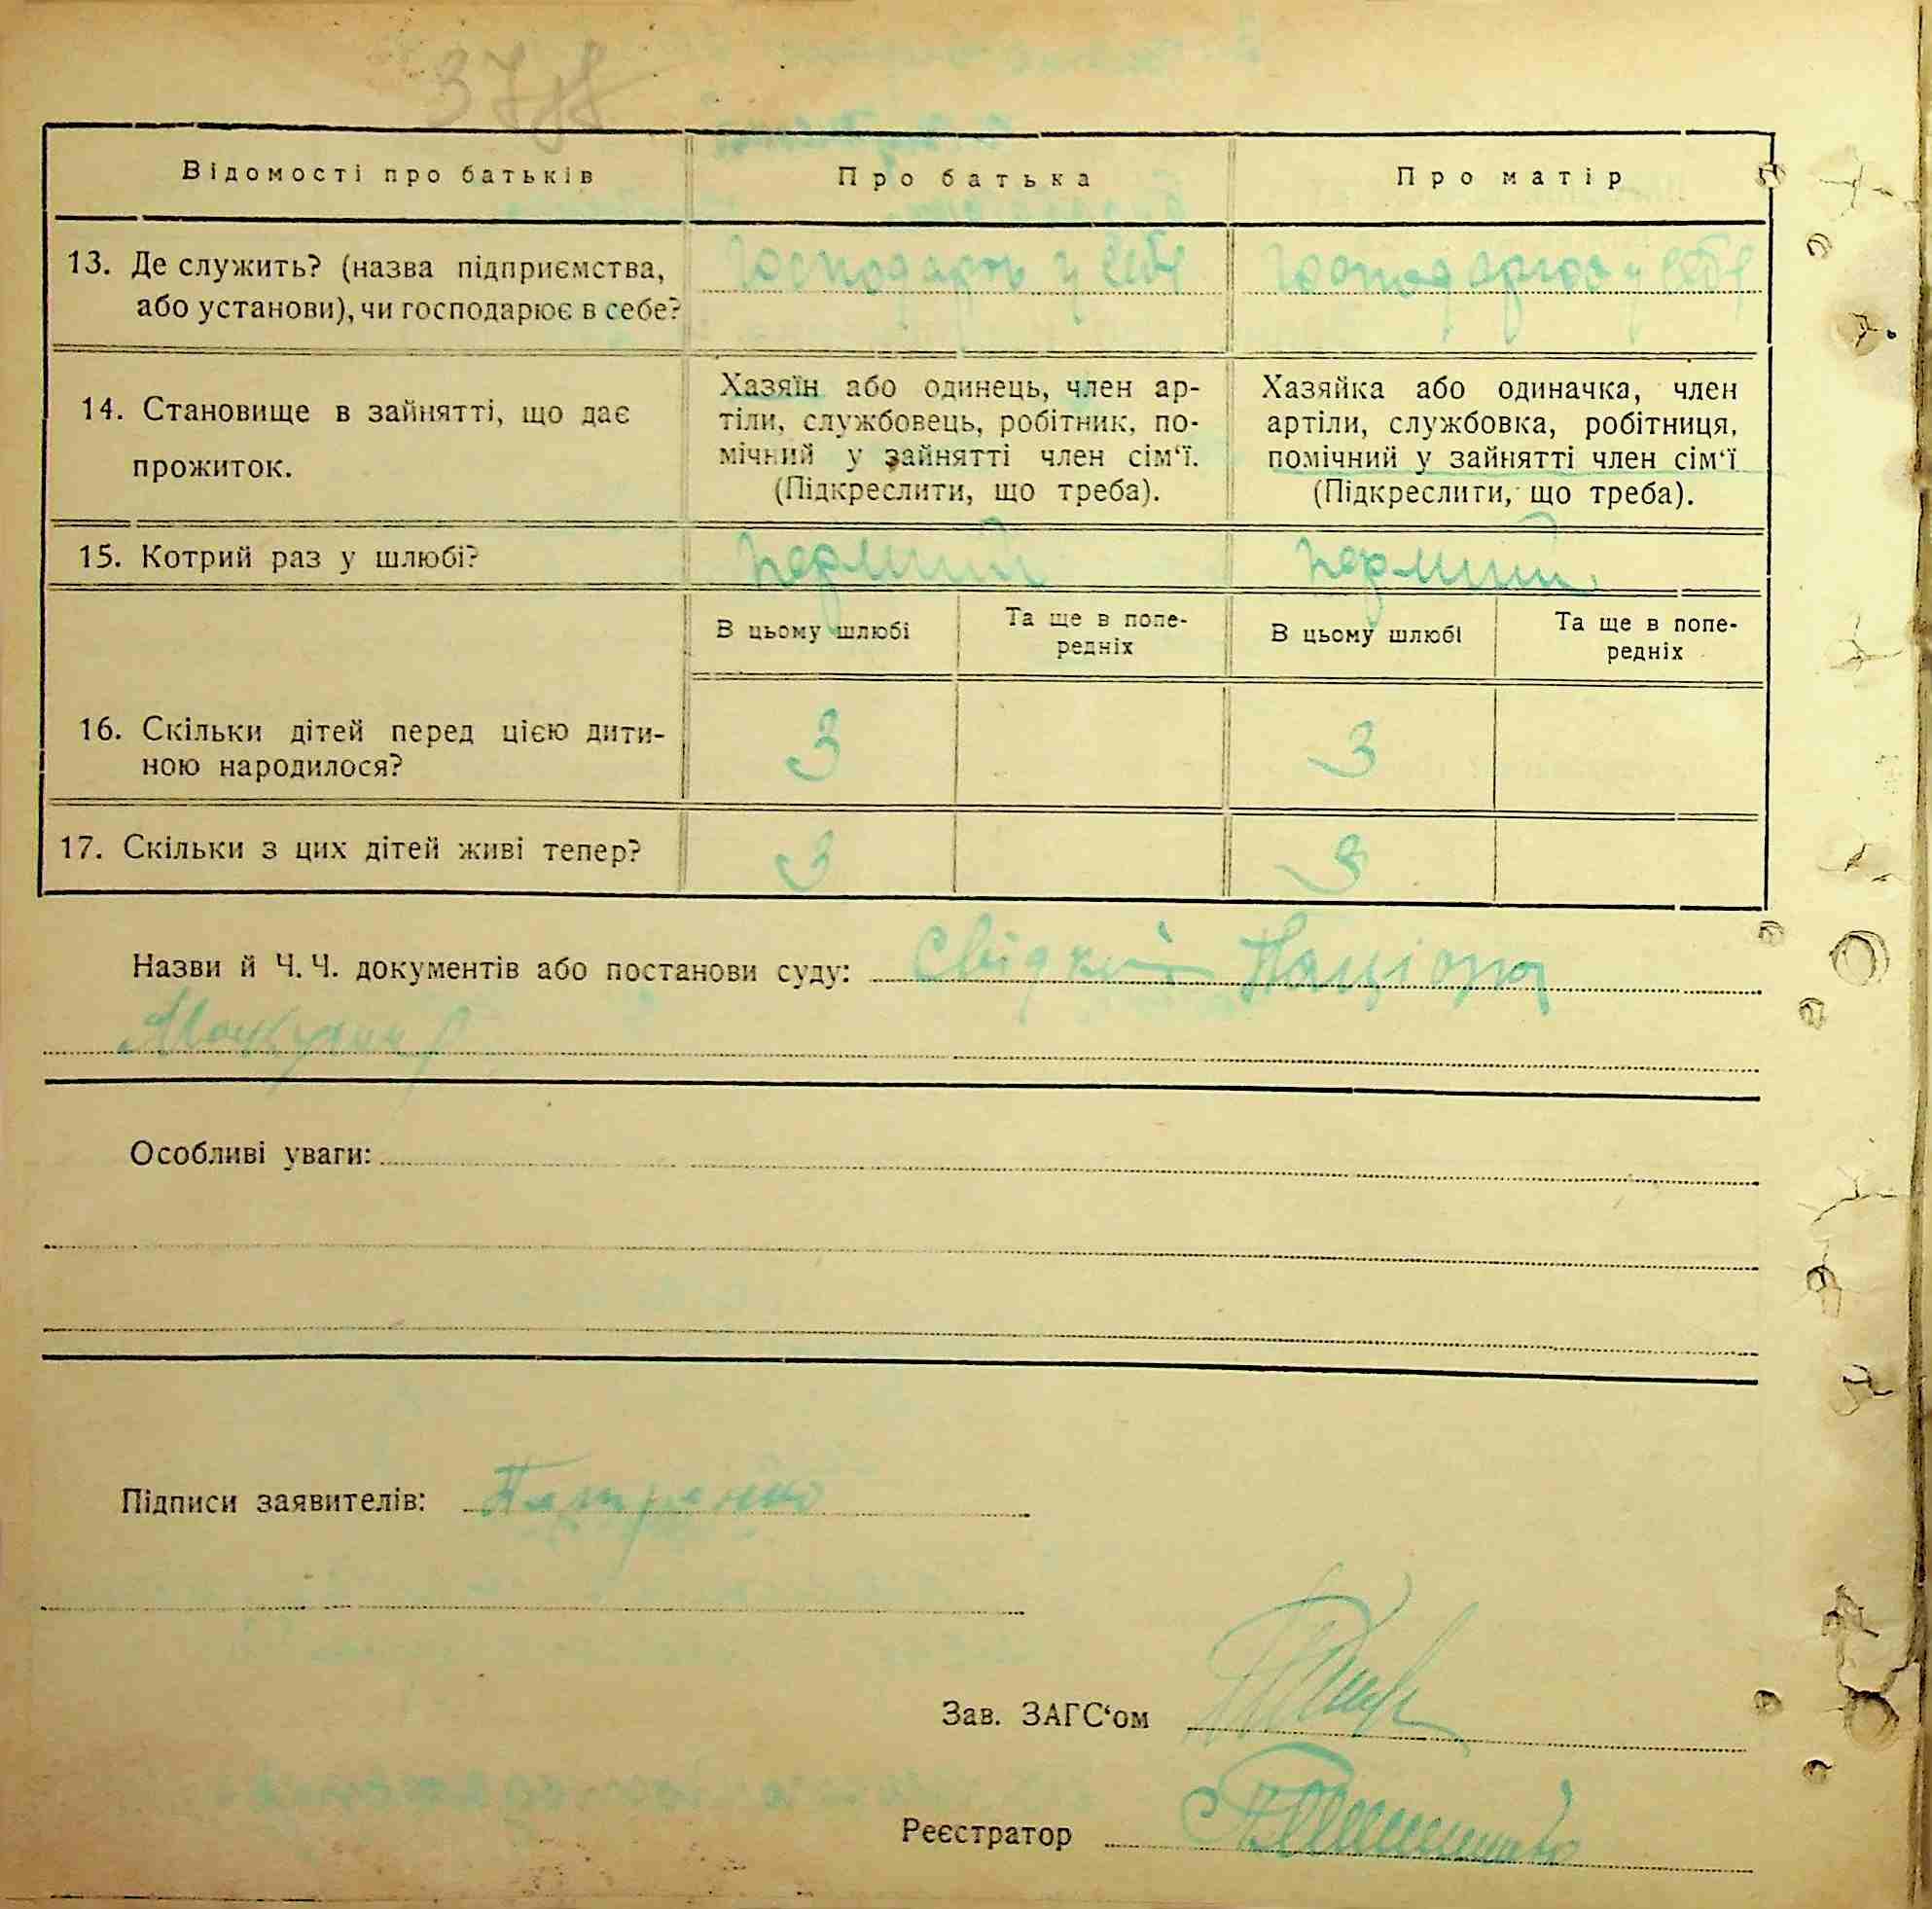 Відомості про батьків Про батька Про матір
13. Де служить? (назва підприємства, або установи), чи господарює в себе?
господарь у себе
господаргоя у себе
14. Становище в зайнятті, що дає прожиток.
Хазяїн або одинець, член ар-
тіли, службовець, робітник, по-
мічний у зайнятті член сім‘ї.
(Підкреслити, що треба).
Хазяйка або одиначка, член
артіли, службовка, робітниця,
помічний у зайнятті член сім‘ї
(Підкреслити, що треба).
15. Котрий раз у шлюбі? первий первий
В цьому шлюбі
Та ще в попе-
редніх
В цьому шлюбі
Та ще в попе-
редніх
16. Скільки дітей перед цією дити-
ною народилося?
3 3
17. Скільки з цих дітей живі тепер? 3 3
Назви й Ч. Ч. документів або постанови суду:
Особливі уваги:
Підписи заявителів:
Зав. ЗАГС‘ом
Реєстратор